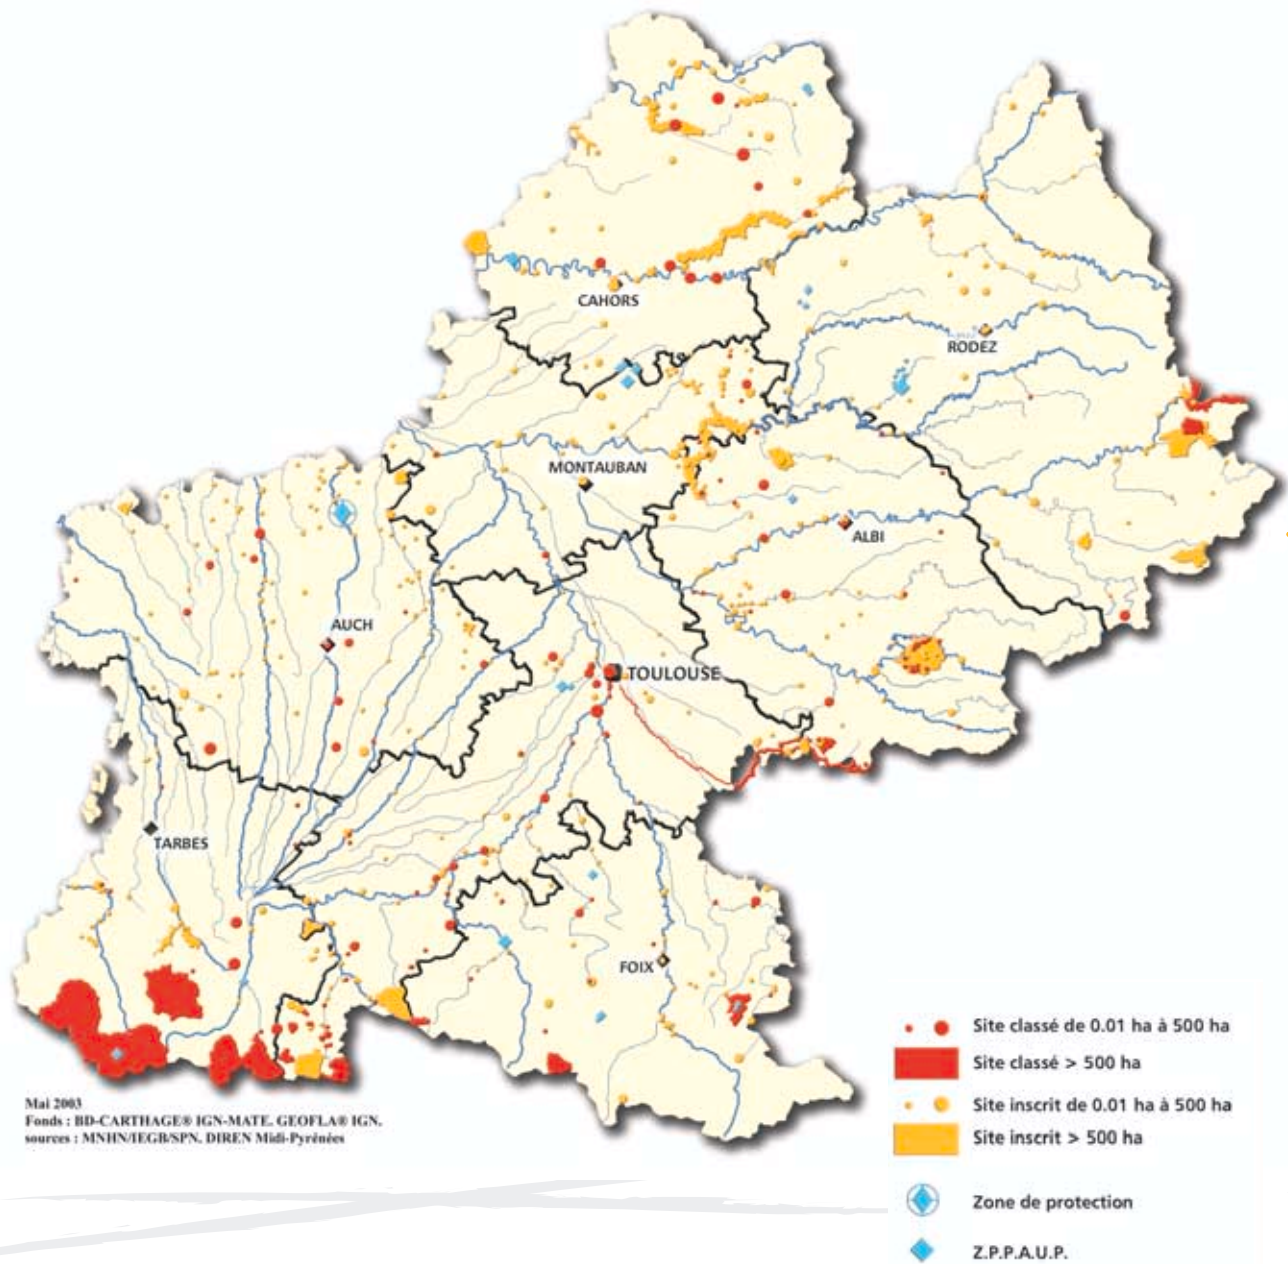 CAHORS
RODEZ
MONTAUBAN
ALBI
AUCH
TOULOUSE
TARBES
FOIX
Site classé de 0.01 ha à 500 ha
Site classé > 500 ha
Site inscrit de 0.01 ha à 500 ha
Site inscrit > 500 ha
Zone de protection
Z.P.P.A.U.P.
Mai 2003
Fonds : BD-CARTHAGE® IGN-MATE. GEOFLA® IGN.
sources : MNHN/IEGB/SPN. DIREN Midi-Pyrénées